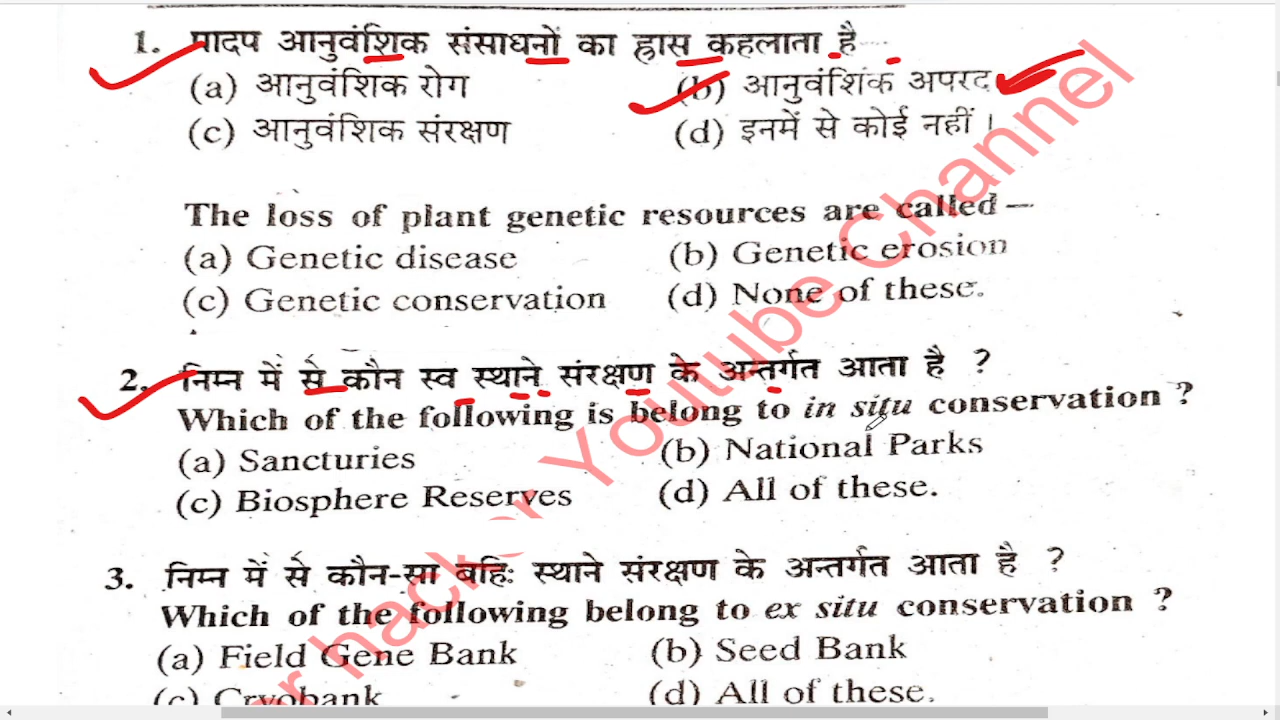 1. पादप आनुवंशिक संसाधनों का ह्रास कहलाता है
(a) आनुवंशिक रोग (b) आनुवंशिक अपरद
(c) आनुवंशिक संरक्षण (d) इनमें से कोई नहीं ।
The loss of plant genetic resources are called—
(a) Genetic disease (b) Genetic erosion
(c) Genetic conservation (d) None of these.
2. निम्न में से कौन स्व स्थाने संरक्षण के अन्तर्गत आता है ?
Which of the following is belong to in situ conservation ?
(a) Sancturies (b) National Parks
(c) Biosphere Reserves (d) All of these.
3. निम्न में से कौन-सा बहिः स्थाने संरक्षण के अन्तर्गत आता है ?
Which of the following belong to ex situ conservation ?
(a) Field Gene Bank (b) Seed Bank
(c) Cryobank (d) All of these.
hacker Youtube Channel